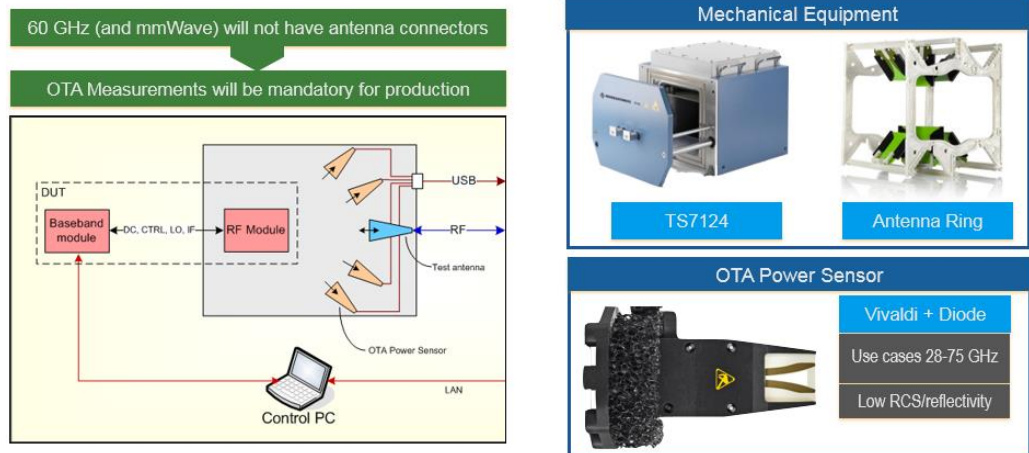 60 GHz (and mmWave) will not have antenna connectors
OTA Measurements will be mandatory for production
DUT
Baseband
module
DC, CTRL, LO, IF
RF Module
USB
RF
Test antenna
OTA Power Sensor
LAN
Control PC
Mechanical Equipment
TS7124
Antenna Ring
OTA Power Sensor
Vivaldi + Diode
Use cases 28-75 GHz
Low RCS/reflectivity